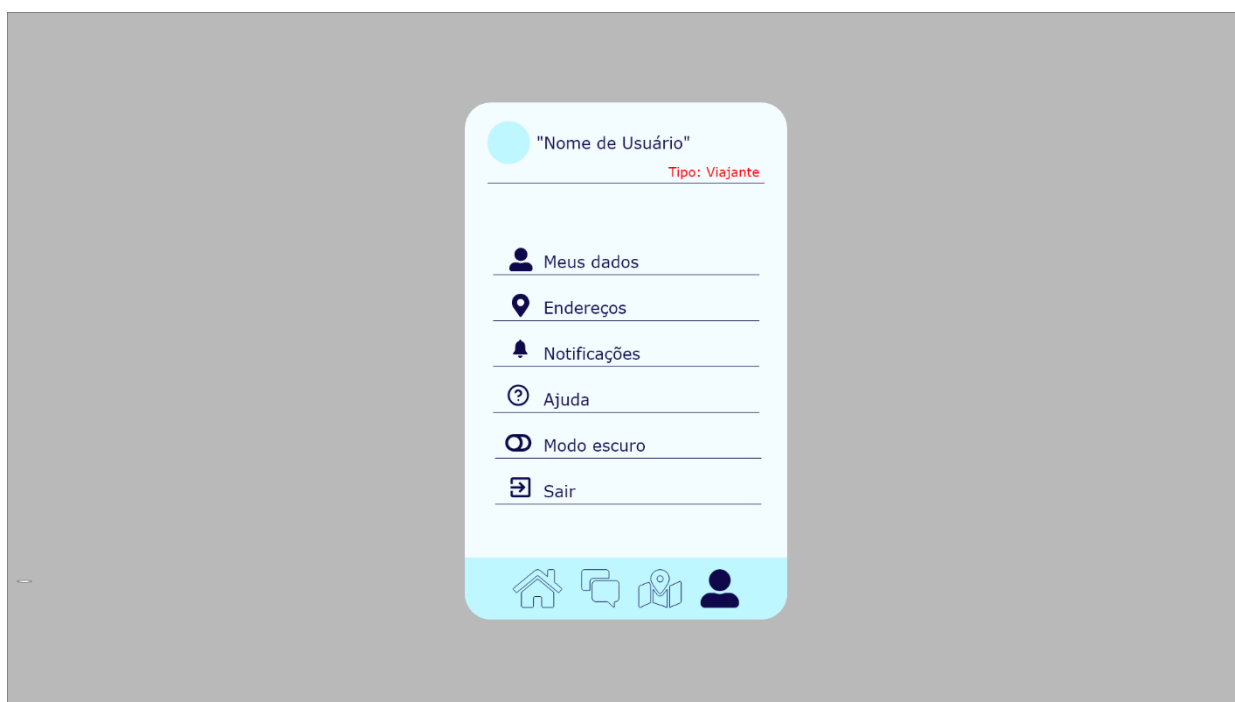 "Nome de Usuário"
Tipo: Viajante
Meus dados
Endereços
Notificações
Ajuda
Modo escuro
Sair